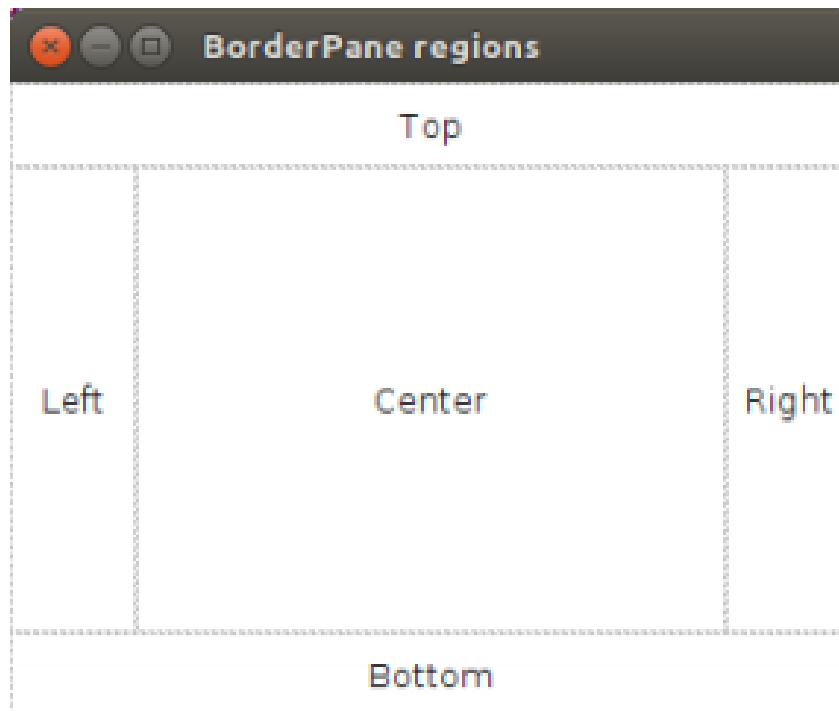 BorderPane regions
Top
Left
Center
Right
Bottom